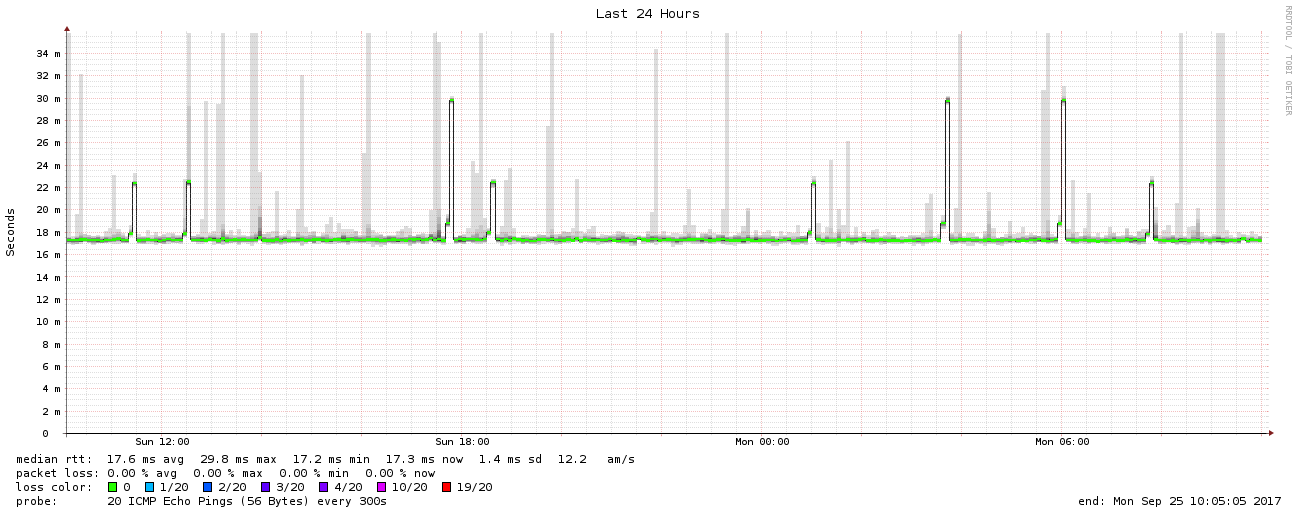 Last 24 Hours
RRDTOOL / TOBI OETIKER
Seconds
34 m
32 m
30 m
28 m
26 m
24 m
22 m
20 m
18 m
16 m
14 m
12 m
10 m
8 m
6 m
4 m
2 m
0
Sun 12:00 Sun 18:00 Mon 00:00 Mon 06:00
median rtt: 17.6 ms avg 29.8 ms max 17.2 ms min 17.3 ms now 1.4 ms sd 12.2 am/s
packet loss: 0.00 % avg 0.00 % max 0.00 % min 0.00 % now
loss color: 0 1/20 2/20 3/20 4/20 10/20 19/20
probe: 20 ICMP Echo Pings (56 Bytes) every 300s end: Mon Sep 25 10:05:05 2017